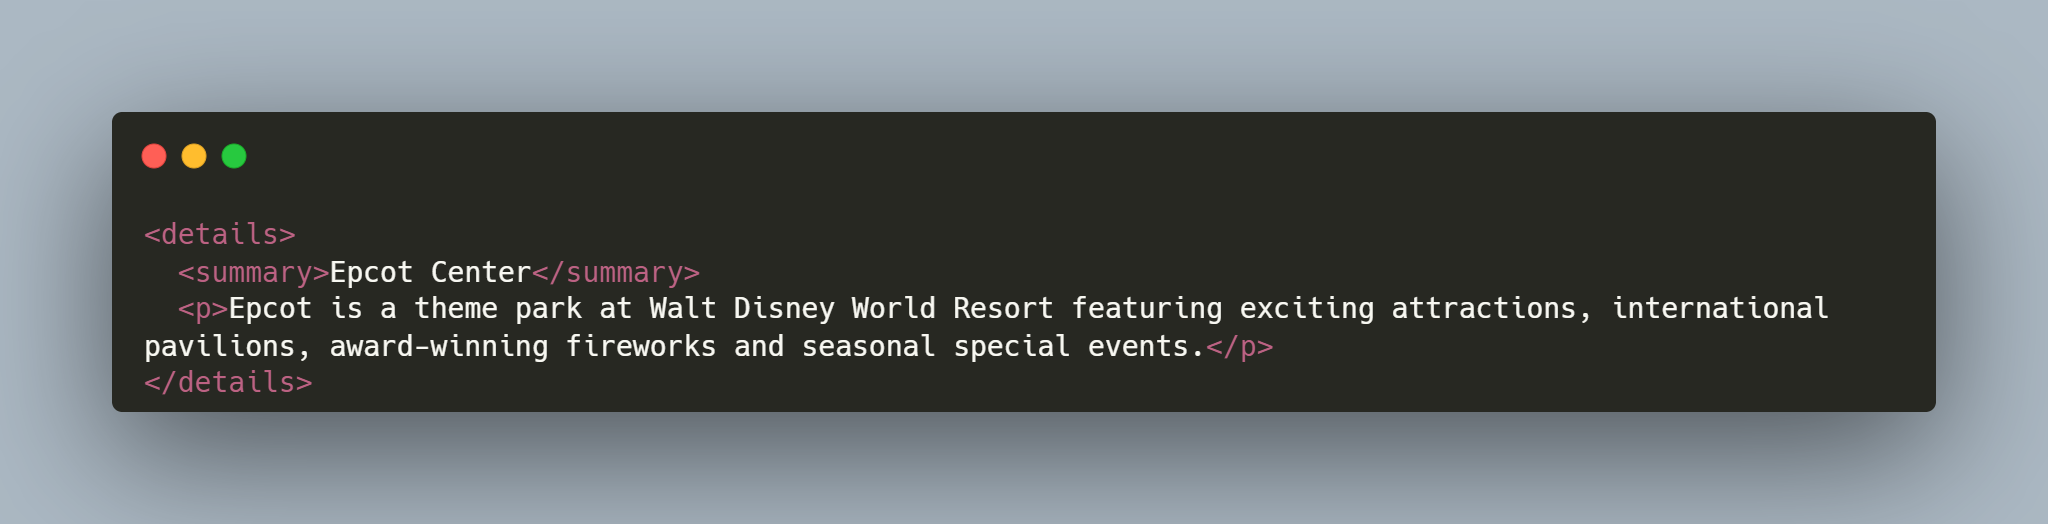 <details>
  <summary>Epcot Center</summary>
  <p>Epcot is a theme park at Walt Disney World Resort featuring exciting attractions, international
pavilions, award-winning fireworks and seasonal special events.</p>
</details>